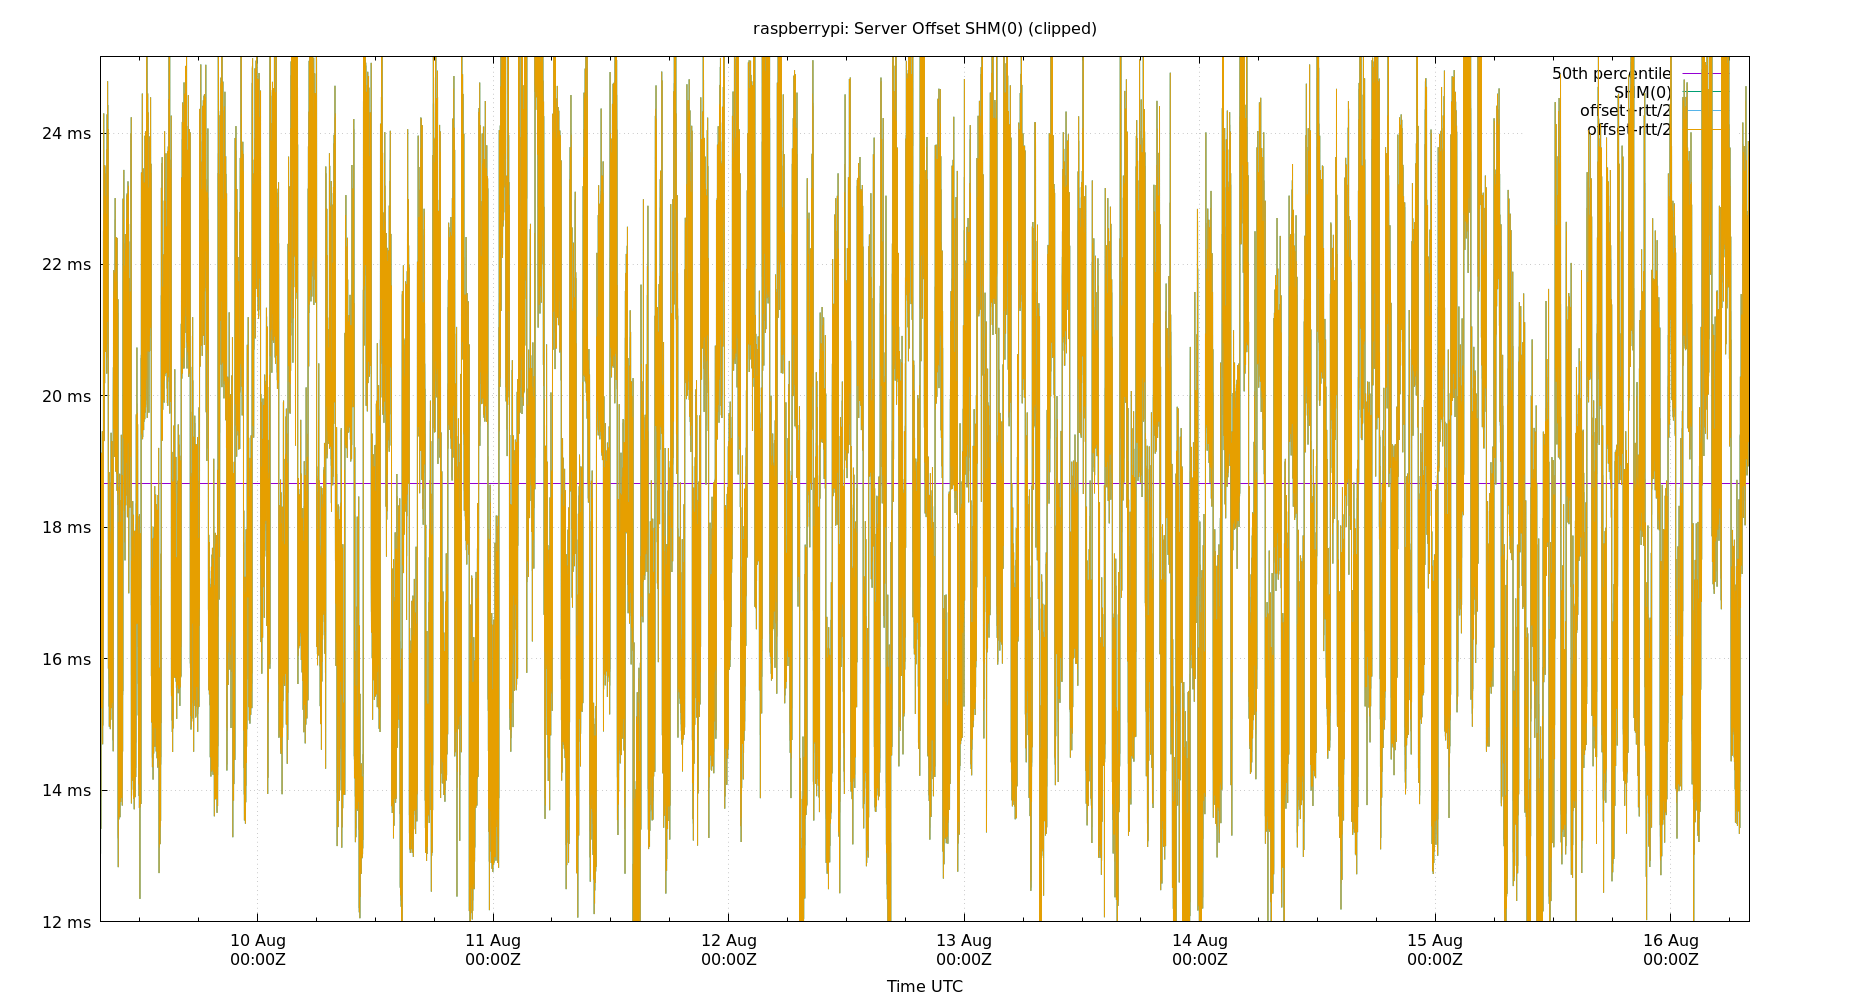 raspberrypi: Server Offset SHM(0) (clipped)
50th percentile
SHM(0)
offset+rtt/2
offset-rtt/2
24 ms
22 ms
20 ms
18 ms
16 ms
14 ms
12 ms
10 Aug 11 Aug 12 Aug 13 Aug 14 Aug 15 Aug 16 Aug
00:00Z 00:00Z 00:00Z 00:00Z 00:00Z 00:00Z 00:00Z
Time UTC